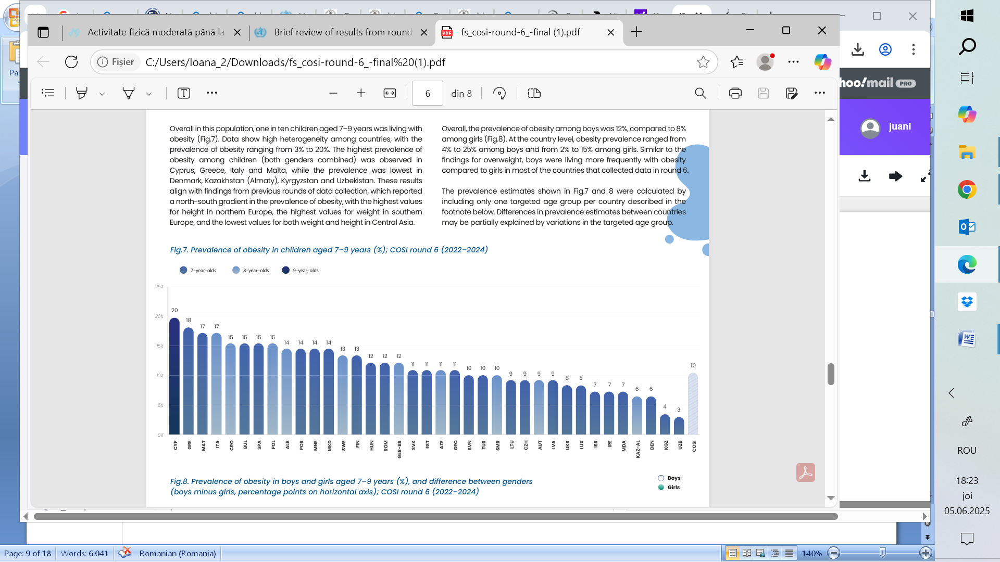 Activitate fizică moderată până la
Brief review of results from round
fs_cosi-round-6_-final (1).pdf
Fișier
C:/Users/Ioana_2/Downloads/fs_cosi-round-6_-final%20(1).pdf
6 din 8
hoo!mail PRO
juani
Overall in this population, one in ten children aged 7–9 years was living with
obesity (Fig.7). Data show high heterogeneity among countries, with the
prevalence of obesity ranging from 3% to 20%. The highest prevalence of
obesity among children (both genders combined) was observed in
Cyprus, Greece, Italy and Malta, while the prevalence was lowest in
Denmark, Kazakhstan (Almaty), Kyrgyzstan and Uzbekistan. These results
align with findings from previous rounds of data collection, which reported
a north-south gradient in the prevalence of obesity, with the highest values
for height in northern Europe, the highest values for weight in southern
Europe, and the lowest values for both weight and height in Central Asia.
Overall, the prevalence of obesity among boys was 12%, compared to 8%
among girls (Fig.8). At the country level, obesity prevalence ranged from
4% to 25% among boys and from 2% to 15% among girls. Similar to the
findings for overweight, boys were living more frequently with obesity
compared to girls in most of the countries that collected data in round 6.
The prevalence estimates shown in Fig.7 and 8 were calculated by
including only one targeted age group per country described in the
footnote below. Differences in prevalence estimates between countries
may be partially explained by variations in the targeted age group.
Fig.7. Prevalence of obesity in children aged 7–9 years (%); COSI round 6 (2022–2024)
7-year-olds 8-year-olds 9-year-olds
25%
20%
15%
10%
5%
0%
20 18 17 17 15 15 15 15 14 14 14 14 13 13 12 12 12 11 11 11 11 10 10 10 9 9 9 9 8 8 7 7 7 6 6 4 3 10
CYP GRE MAT ITA CRO BUL SPA POL ALB POR MNE MKD SWE FIN HUN ROM GER-BR SVK EST AZE GEO SVN TUR SMR LTU CZH AUT LVA UKR LUX ISR IRE MDA KAZ-AL DEN KGZ UZB COSI
Fig.8. Prevalence of obesity in boys and girls aged 7–9 years (%), and difference between genders
(boys minus girls, percentage points on horizontal axis); COSI round 6 (2022–2024)
Boys
Girls
ROU
18:23
joi
05.06.2025
Page: 9 of 18 Words: 6.041 Romanian (Romania) 140%